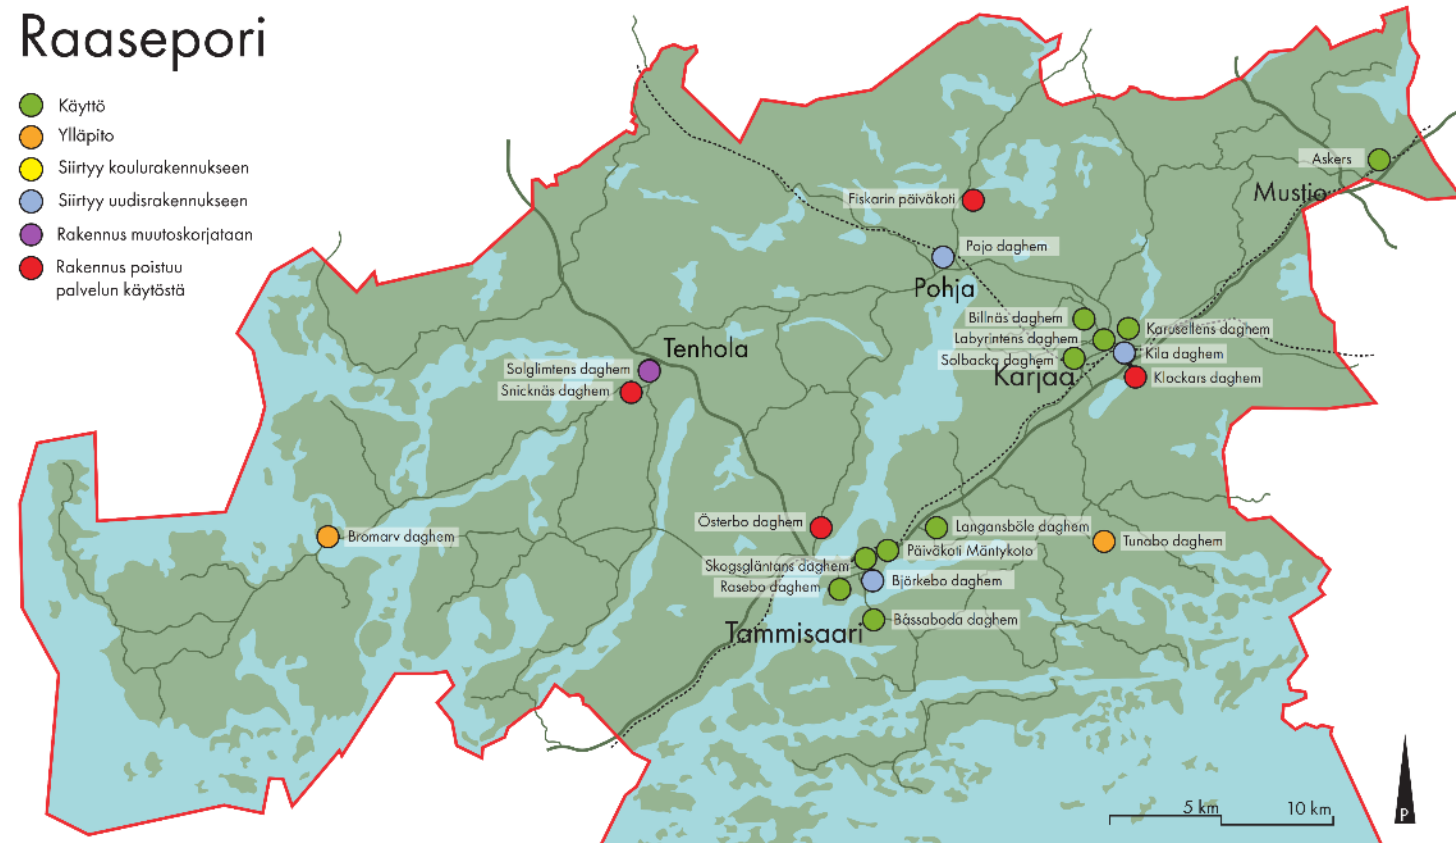 Raasepori
Käyttö
Ylläpito
Siirtyy koulurakennukseen
Siirtyy uudisrakennukseen
Rakennus muutoskorjataan
Rakennus poistuu
palvelun käytöstä
Askers
Mustio
Fiskarin päiväkoti
Pojo daghem
Pohja
Billnäs daghem
Karusellens daghem
Labyrintens daghem
Kila daghem
Solbacka daghem
Karjaa
Klockars daghem
Tenhola
Solglimtens daghem
Snicknäs daghem
Österbo daghem
Langansböle daghem
Bromarv daghem
Tunabo daghem
Päiväkoti Mäntykoto
Skogsgläntans daghem
Björkebo daghem
Rasebo daghem
Båssaboda daghem
Tammisaari
5 km
10 km
P